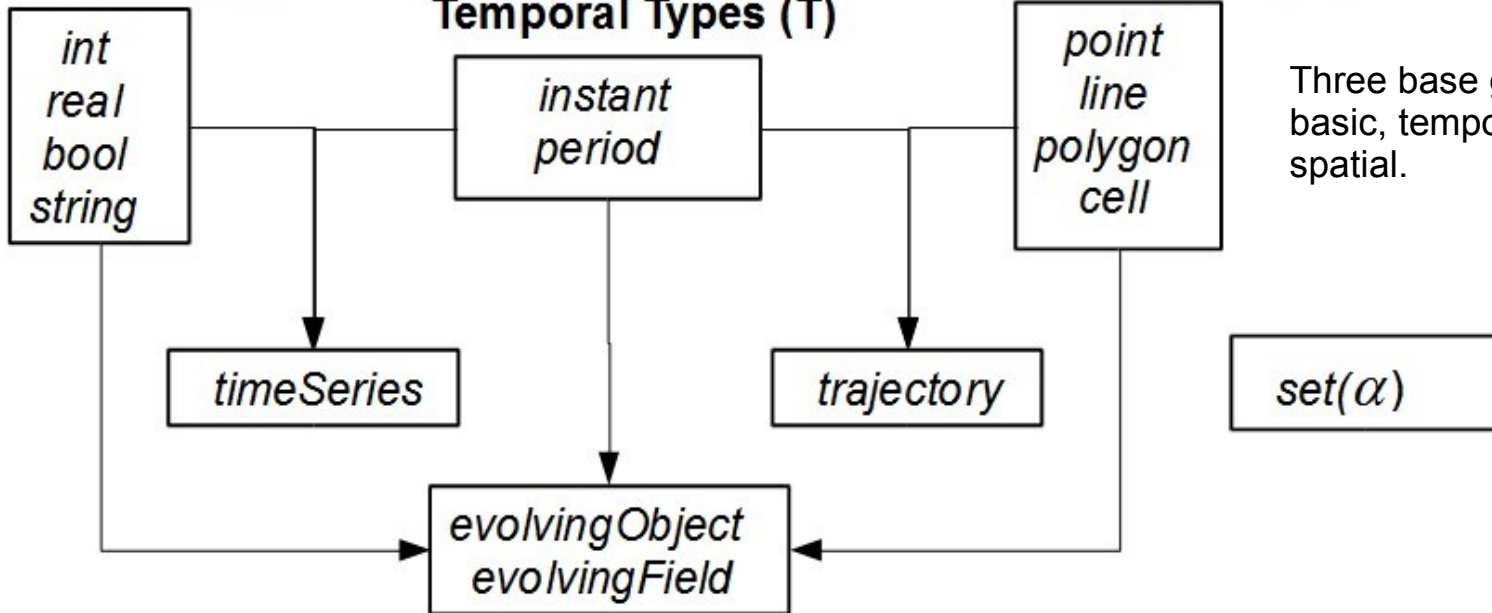 Temporal Types (T)
int
real
bool
string
instant
period
point
line
polygon
cell
Three base
basic,
spatial.
timeSeries
trajectory
set(α)
evolvingObject
evolvingField